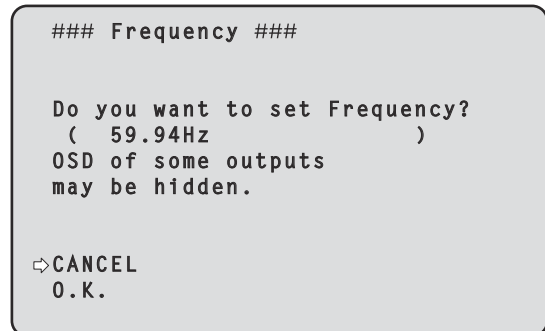 ### Frequency ###
Do you want to set Frequency?
( 59.94Hz )
OSD of some outputs
may be hidden.
⇨CANCEL
O.K.